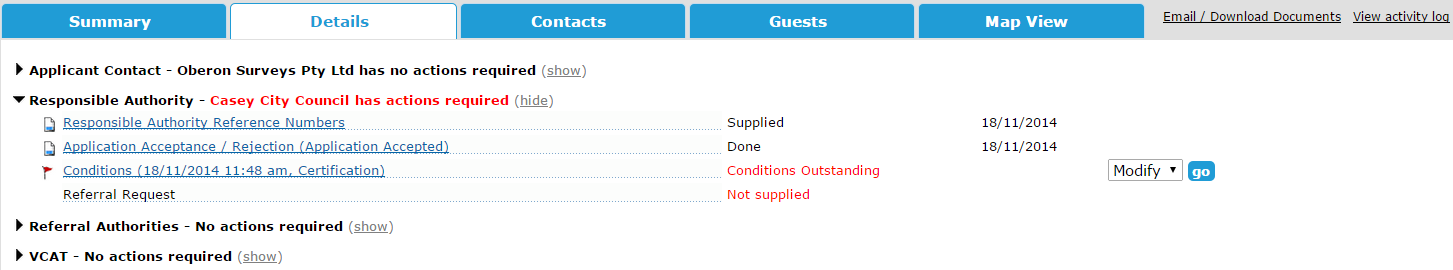 Summary Details Contacts Guests Map View Email / Download Documents View activity log
Applicant Contact - Oberon Surveys Pty Ltd has no actions required (show)
Responsible Authority - Casey City Council has actions required (hide)
Responsible Authority Reference Numbers Supplied 18/11/2014
Application Acceptance / Rejection (Application Accepted) Done 18/11/2014
Conditions (18/11/2014 11:48 am, Certification) Conditions Outstanding Modify go
Referral Request Not supplied
Referral Authorities - No actions required (show)
VCAT - No actions required (show)